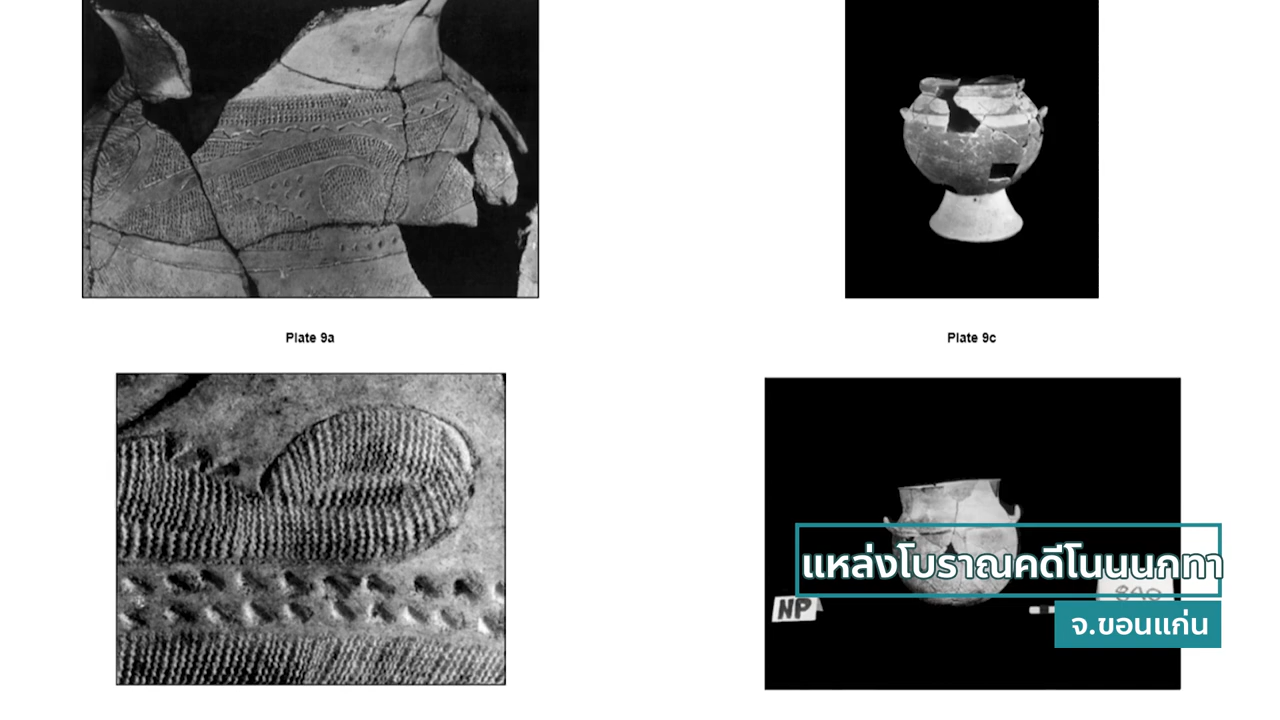 Plate 9a
Plate 9c
แหล่งโบราณคดีโนนนกทา
840
NP
จ.ขอนแก่น